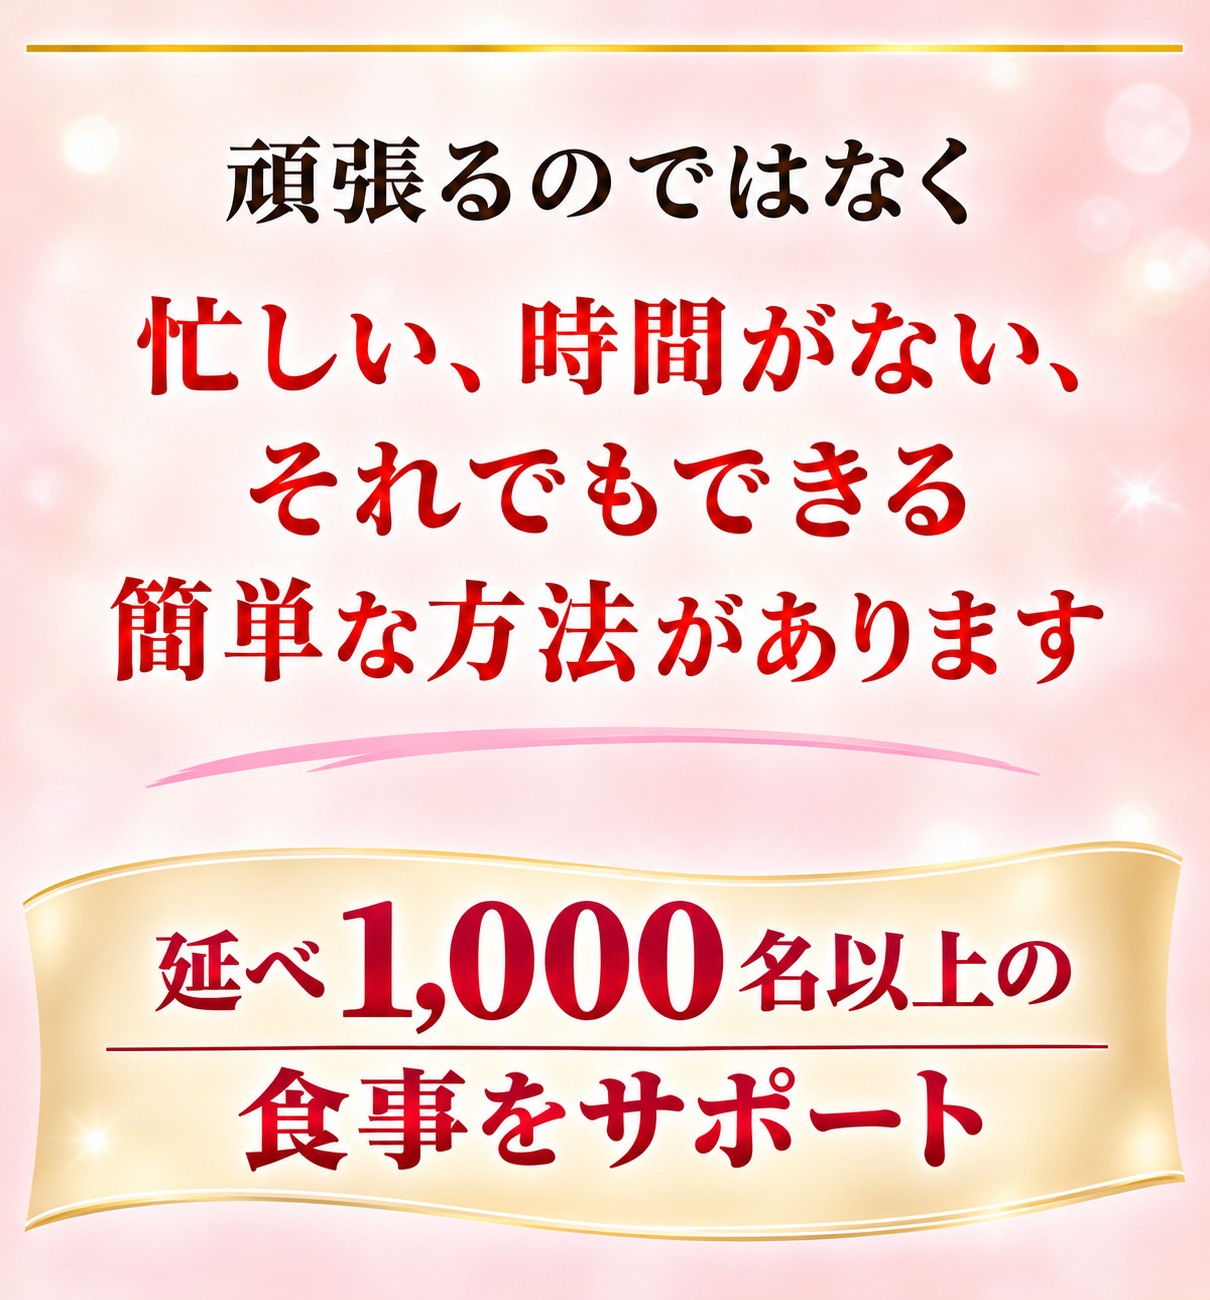 頑張るのではなく
忙しい、時間がない、
それでもできる
簡単な方法があります
延べ1,000名以上の
食事をサポート